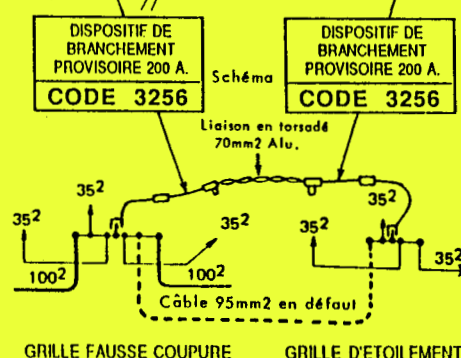 DISPOSITIF DE
BRANCHEMENT
PROVISOIRE 200 A.
CODE 3256
Schéma
DISPOSITIF DE
BRANCHEMENT
PROVISOIRE 200 A.
CODE 3256
Liaison en torsadé
70mm2 Alu.
35²
35²
35²
35²
35²
35²
100²
100²
Câble 95mm2 en défaut
GRILLE FAUSSE COUPURE
GRILLE D'ETOILEMENT